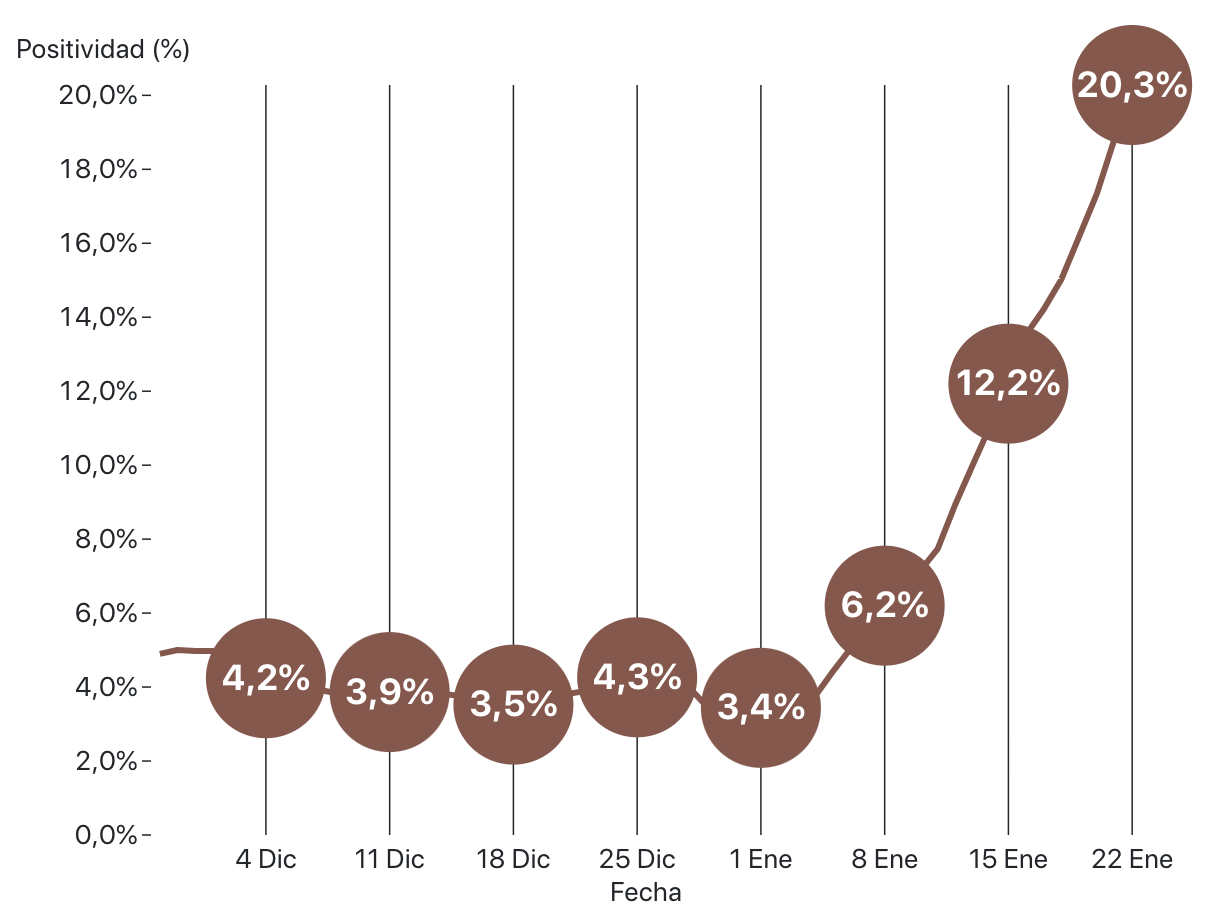 Positividad (%)
20,0%
18,0%
16,0%
14,0%
12,0%
10,0%
8,0%
6,0%
4,0%
2,0%
0,0%
4,2%
3,9%
3,5%
4,3%
3,4%
6,2%
12,2%
20,3%
4 Dic
11 Dic
18 Dic
25 Dic
1 Ene
8 Ene
15 Ene
22 Ene
Fecha